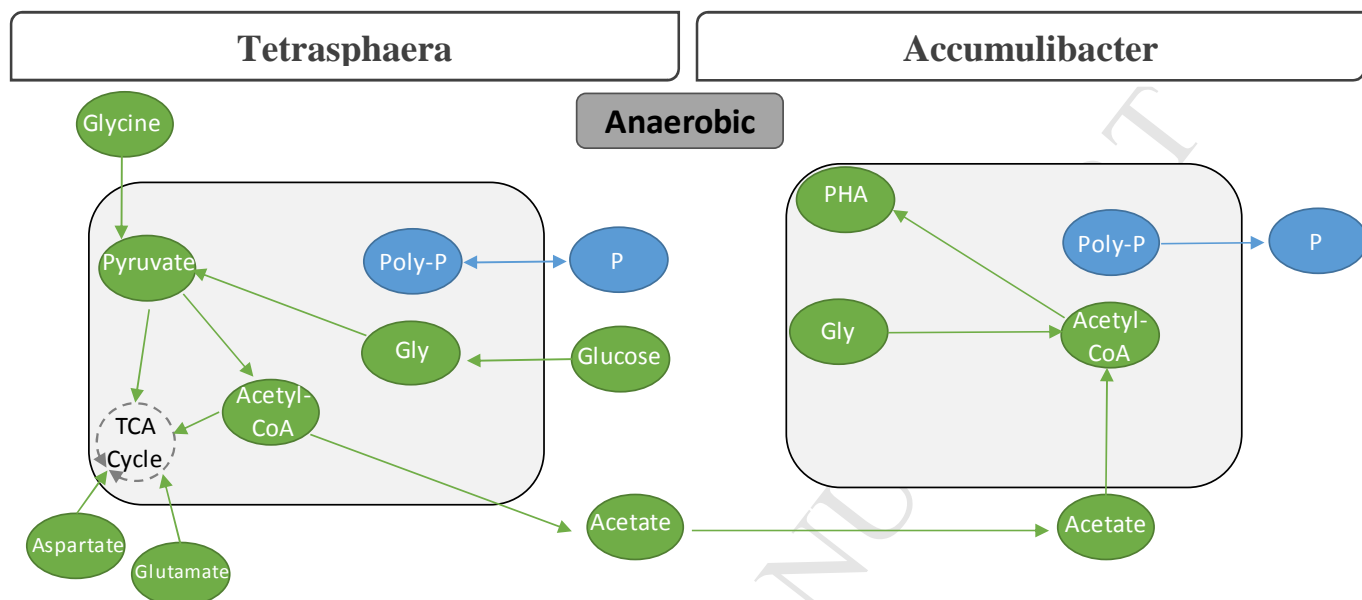 Tetrasphaera
Accumulibacter
Anaerobic
Glycine
Pyruvate
Poly-P
P
Gly
Glucose
Acetyl-
CoA
TCA
Cycle
Aspartate
Glutamate
Acetate
PHA
Poly-P
P
Gly
Acetyl-
CoA
Acetate